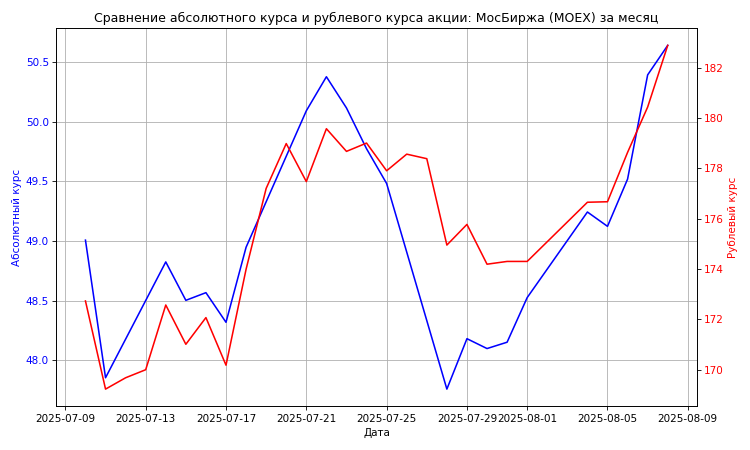 Сравнение абсолютного курса и рублевого курса акции: МосБиржа (MOEX) за месяц
50.5
50.0
49.5
49.0
48.5
48.0
Абсолютный курс
182
180
178
176
174
172
170
Рублевый курс
2025-07-09 2025-07-13 2025-07-17 2025-07-21 2025-07-25 2025-07-29 2025-08-01 2025-08-05 2025-08-09
Дата